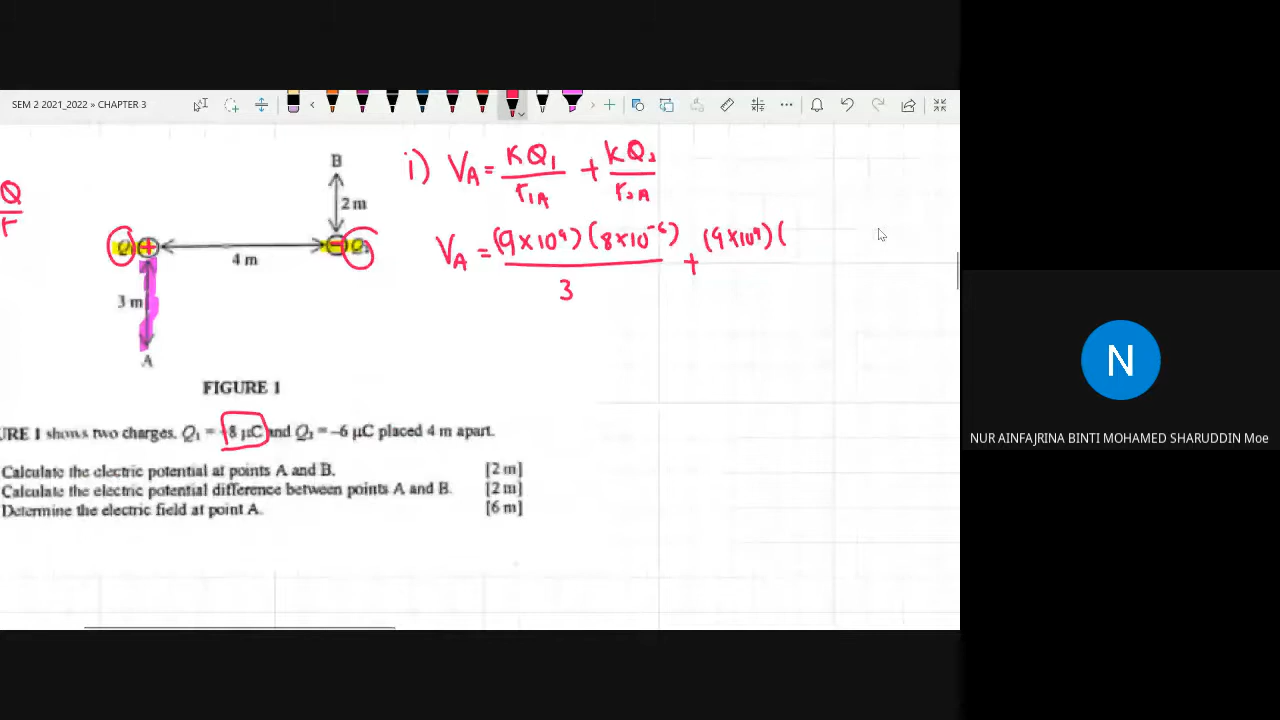 SEM 2 2021_2022 » CHAPTER 3
B
2 m
4 m
3 m
A
Q
r
i) V_A = KQ₁/r₁A + KQ₂/r₂A
V_A = (9×10⁹)(8×10⁻⁶)/3 + (9×10⁹)(
FIGURE 1
URE 1 shows two charges. Q₁ = +8 μC and Q₂ = −6 μC placed 4 m apart.
Calculate the electric potential at points A and B. [2 m]
Calculate the electric potential difference between points A and B. [2 m]
Determine the electric field at point A. [6 m]
N
NUR AINFAJRINA BINTI MOHAMED SHARUDDIN Moe